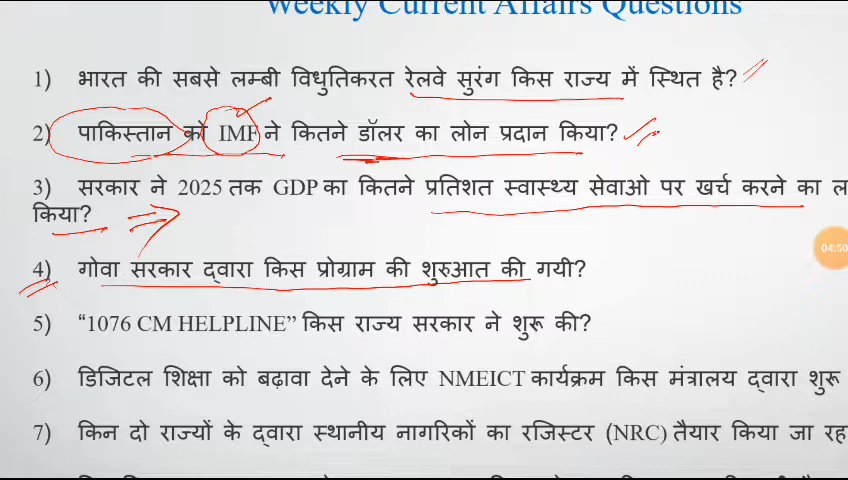 Weekly Current Affairs Questions
1) भारत की सबसे लम्बी विधुतिकरत रेलवे सुरंग किस राज्य में स्थित है?
2) पाकिस्तान को IMF ने कितने डॉलर का लोन प्रदान किया?
3) सरकार ने 2025 तक GDP का कितने प्रतिशत स्वास्थ्य सेवाओ पर खर्च करने का ल
किया?
4) गोवा सरकार द्वारा किस प्रोग्राम की शुरुआत की गयी?
04:50
5) “1076 CM HELPLINE” किस राज्य सरकार ने शुरू की?
6) डिजिटल शिक्षा को बढ़ावा देने के लिए NMEICT कार्यक्रम किस मंत्रालय द्वारा शुरू
7) किन दो राज्यों के द्वारा स्थानीय नागरिकों का रजिस्टर (NRC) तैयार किया जा रह